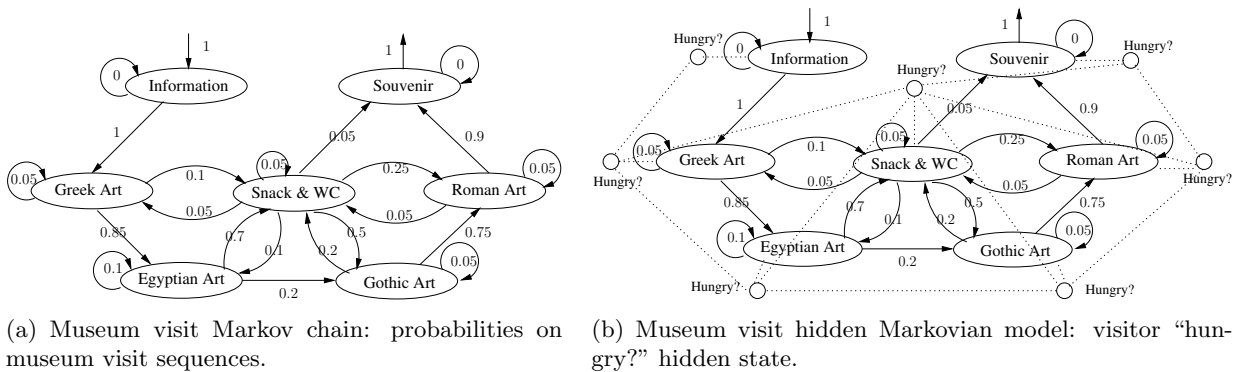 1
0
Information
1
1
0
Souvenir
0.05
0.9
0.05
0.1
0.05
0.25
0.05
Greek Art
Snack & WC
Roman Art
0.05
0.05
0.85
0.7
0.1
0.5
0.2
0.75
0.1
Egyptian Art
0.2
Gothic Art
0.05
(a) Museum visit Markov chain: probabilities on
museum visit sequences.
Hungry?
1
0
Information
1
Hungry?
1
0
Souvenir
Hungry?
0.05
0.9
0.05
0.1
0.05
0.25
0.05
Greek Art
Snack & WC
Roman Art
Hungry?
Hungry?
0.05
0.05
0.85
0.7
0.1
0.5
0.2
0.75
0.1
Egyptian Art
0.2
Gothic Art
0.05
Hungry?
Hungry?
(b) Museum visit hidden Markovian model: visitor “hun-
gry?” hidden state.